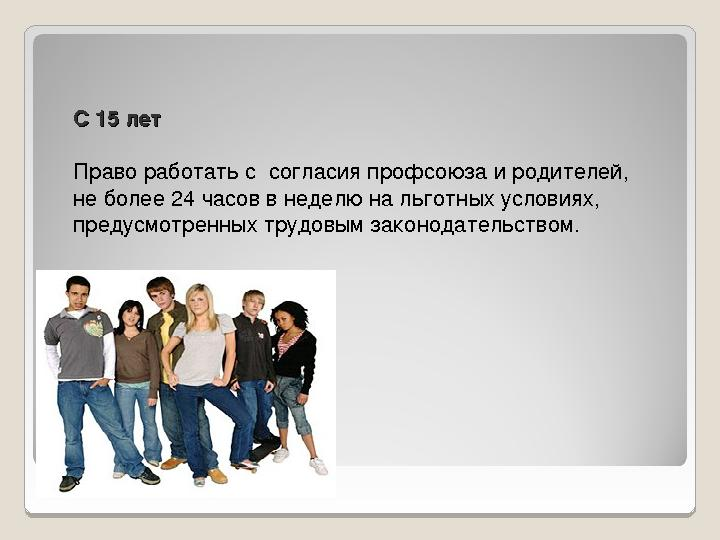 С 15 лет
Право работать с  согласия профсоюза и родителей,
не более 24 часов в неделю на льготных условиях,
предусмотренных трудовым законодательством.